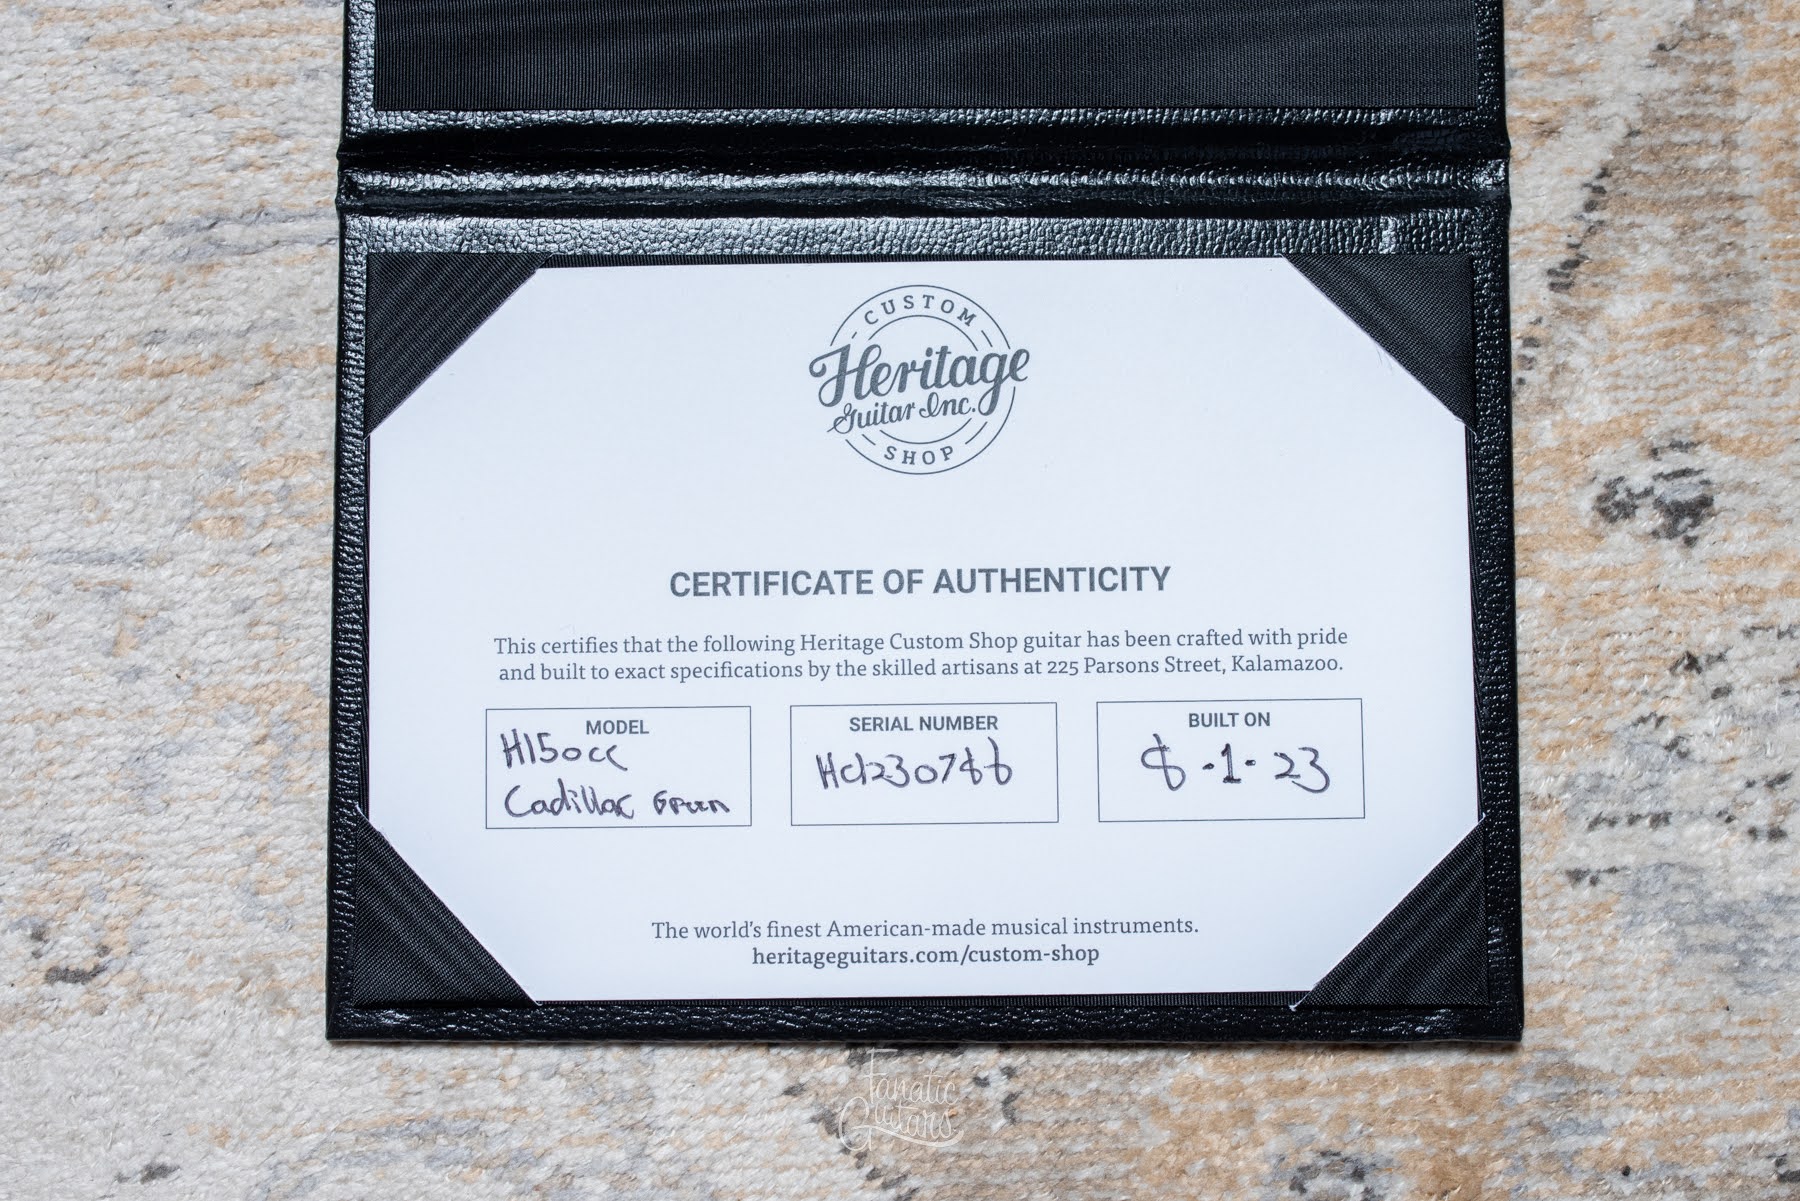 CUSTOM
Heritage
Guitar Inc.
SHOP
CERTIFICATE OF AUTHENTICITY
This certifies that the following Heritage Custom Shop guitar has been crafted with pride
and built to exact specifications by the skilled artisans at 225 Parsons Street, Kalamazoo.
MODEL
H150cc
Cadillac Green
SERIAL NUMBER
BUILT ON
8-1-23
The world's finest American-made musical instruments.
heritageguitars.com/custom-shop
Fanatic
Guitars